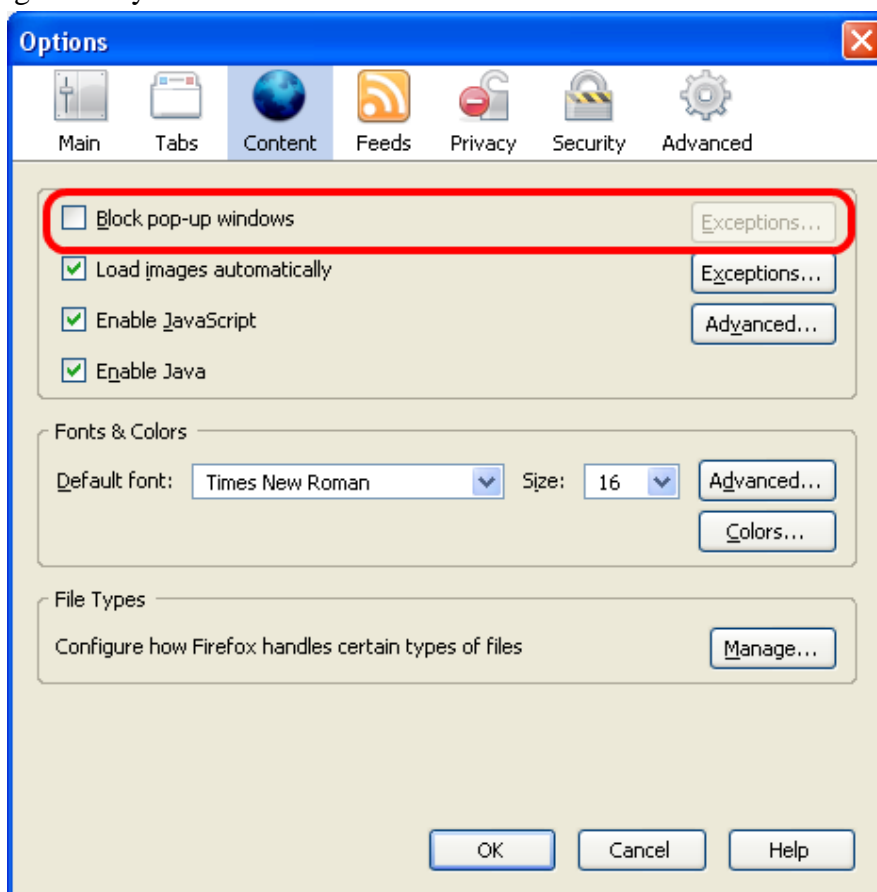 Options
Main Tabs Content Feeds Privacy Security Advanced
Block pop-up windows Exceptions...
Load images automatically Exceptions...
Enable JavaScript Advanced...
Enable Java
Fonts & Colors
Default font: Times New Roman Size: 16 Advanced...
Colors...
File Types
Configure how Firefox handles certain types of files Manage...
OK Cancel Help